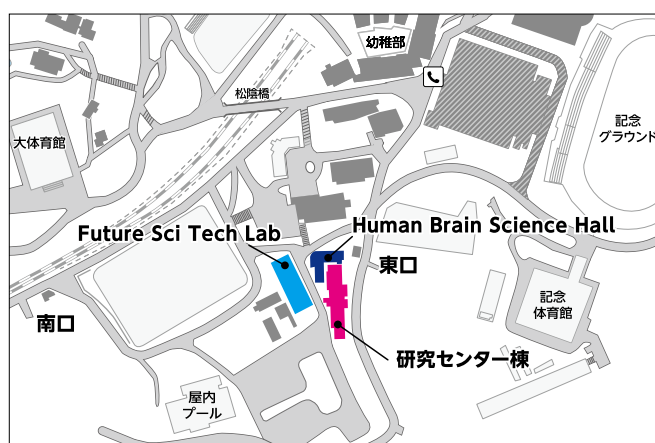 幼稚部
松陰橋
大体育館
記念
グラウンド
Future Sci Tech Lab
Human Brain Science Hall
東口
南口
記念
体育館
研究センター棟
屋内
プール